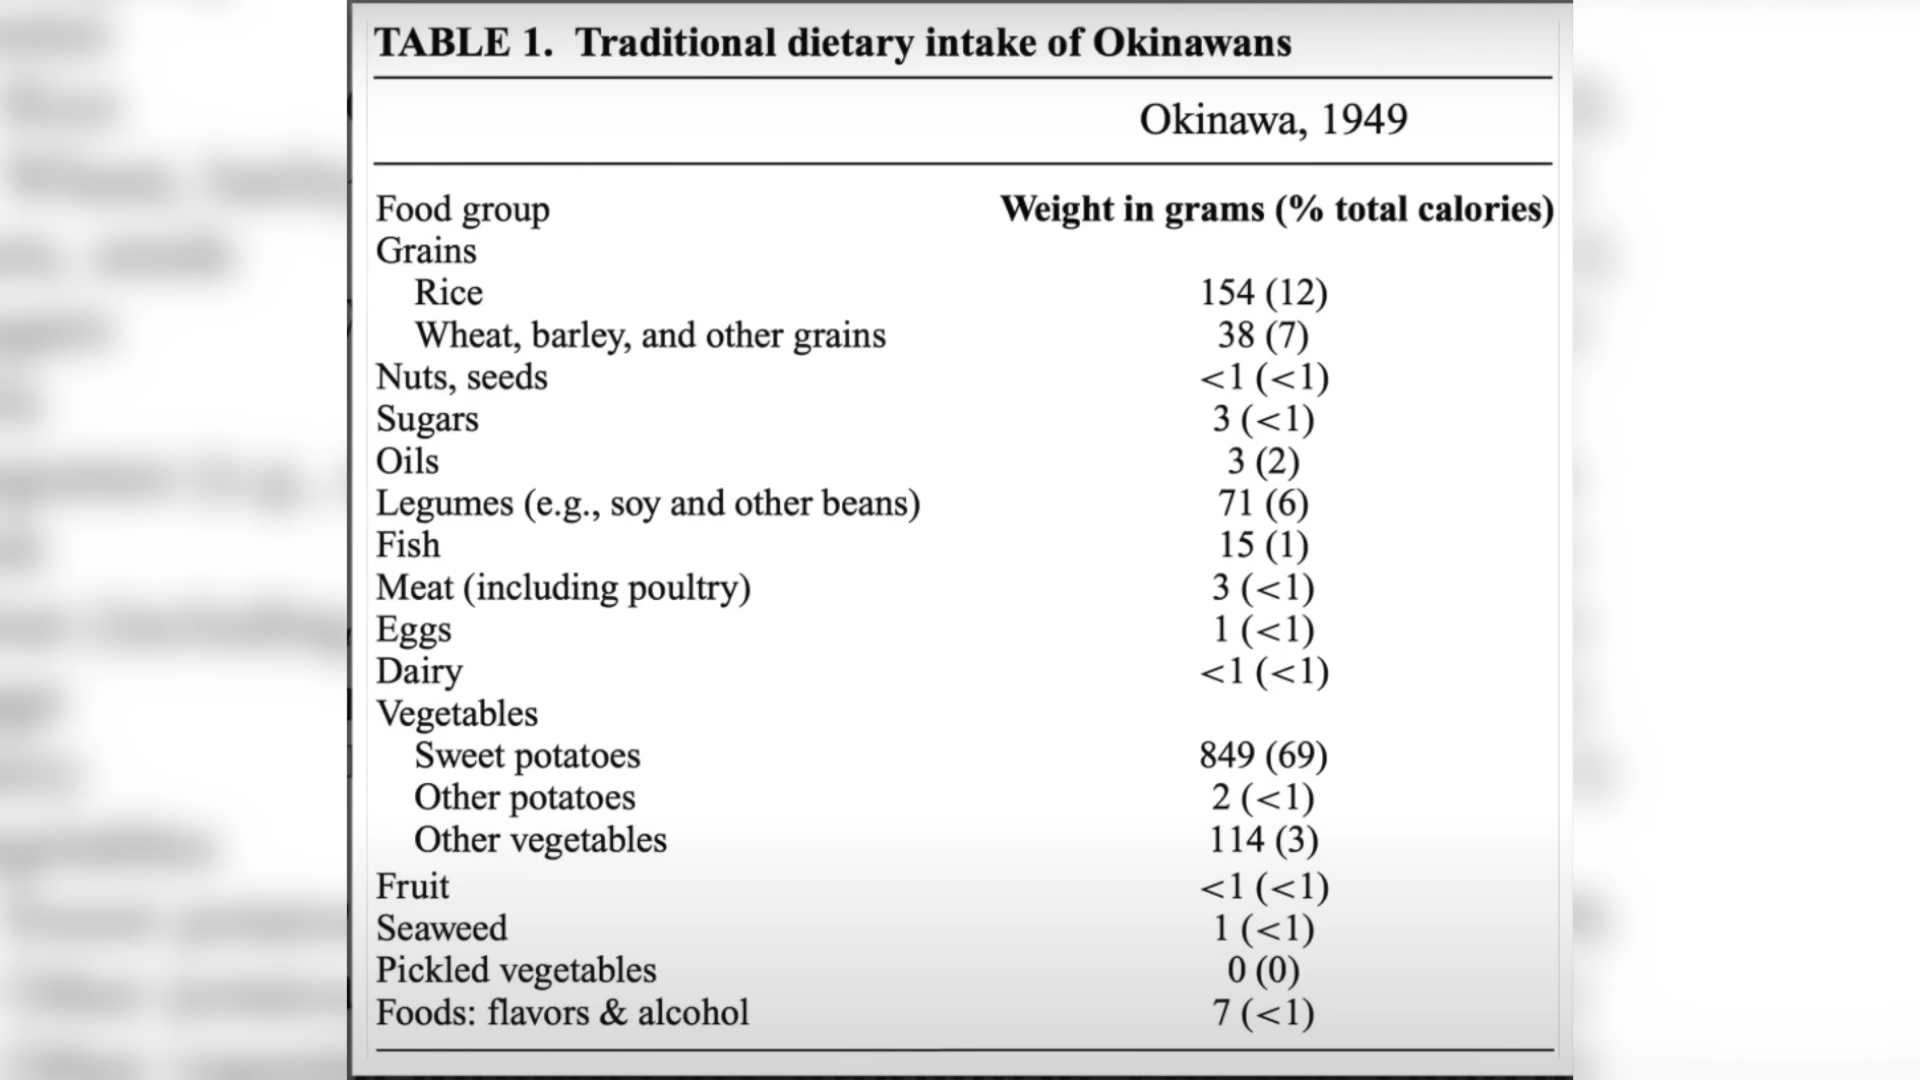 TABLE 1. Traditional dietary intake of Okinawans
Okinawa, 1949
Food group Weight in grams (% total calories)
Grains
Rice 154 (12)
Wheat, barley, and other grains 38 (7)
Nuts, seeds <1 (<1)
Sugars 3 (<1)
Oils 3 (2)
Legumes (e.g., soy and other beans) 71 (6)
Fish 15 (1)
Meat (including poultry) 3 (<1)
Eggs 1 (<1)
Dairy <1 (<1)
Vegetables
Sweet potatoes 849 (69)
Other potatoes 2 (<1)
Other vegetables 114 (3)
Fruit <1 (<1)
Seaweed 1 (<1)
Pickled vegetables 0 (0)
Foods: flavors & alcohol 7 (<1)